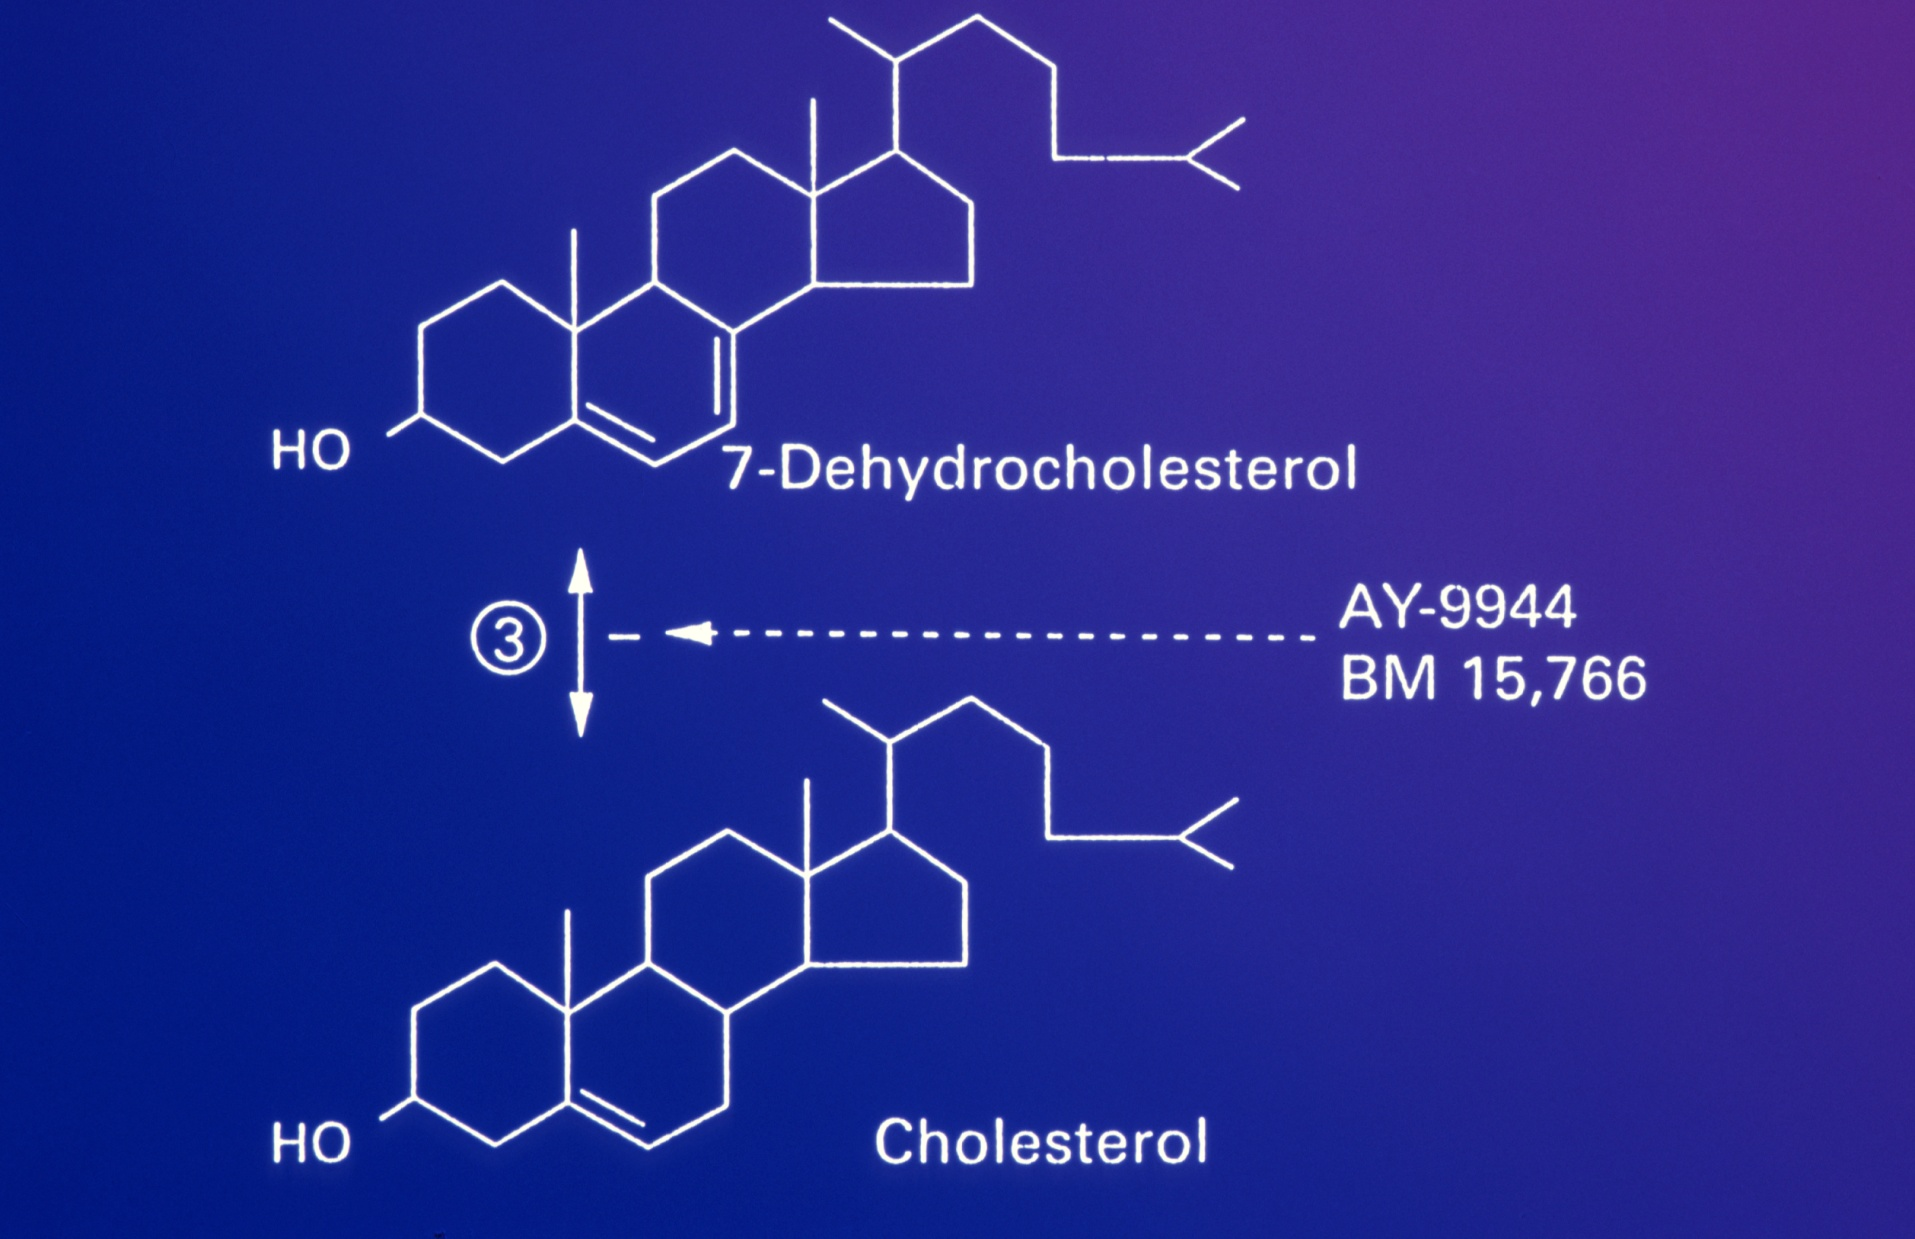 HO
7-Dehydrocholesterol
3
–
AY-9944
BM 15,766
HO
Cholesterol